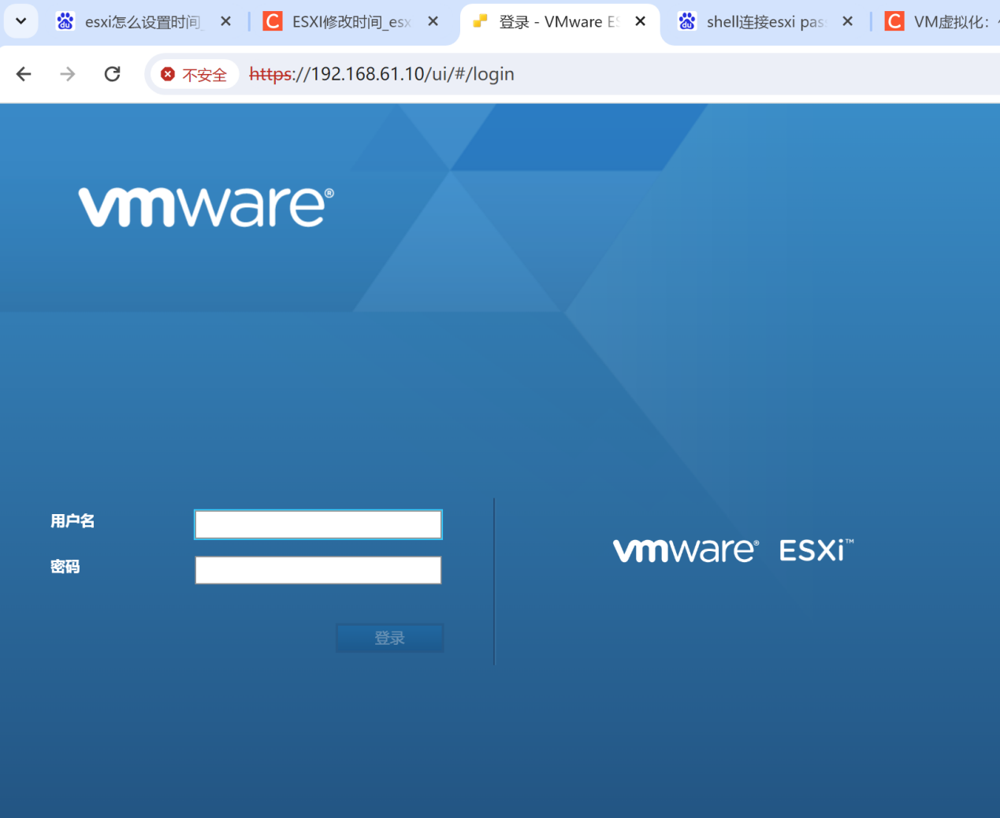 esxi怎么设置时间_
ESXI修改时间_esx
登录 - VMware ES
shell连接esxi pas
VM虚拟化：
不安全
https://192.168.61.10/ui/#/login
vmware®
用户名
密码
登录
vmware® ESXi™